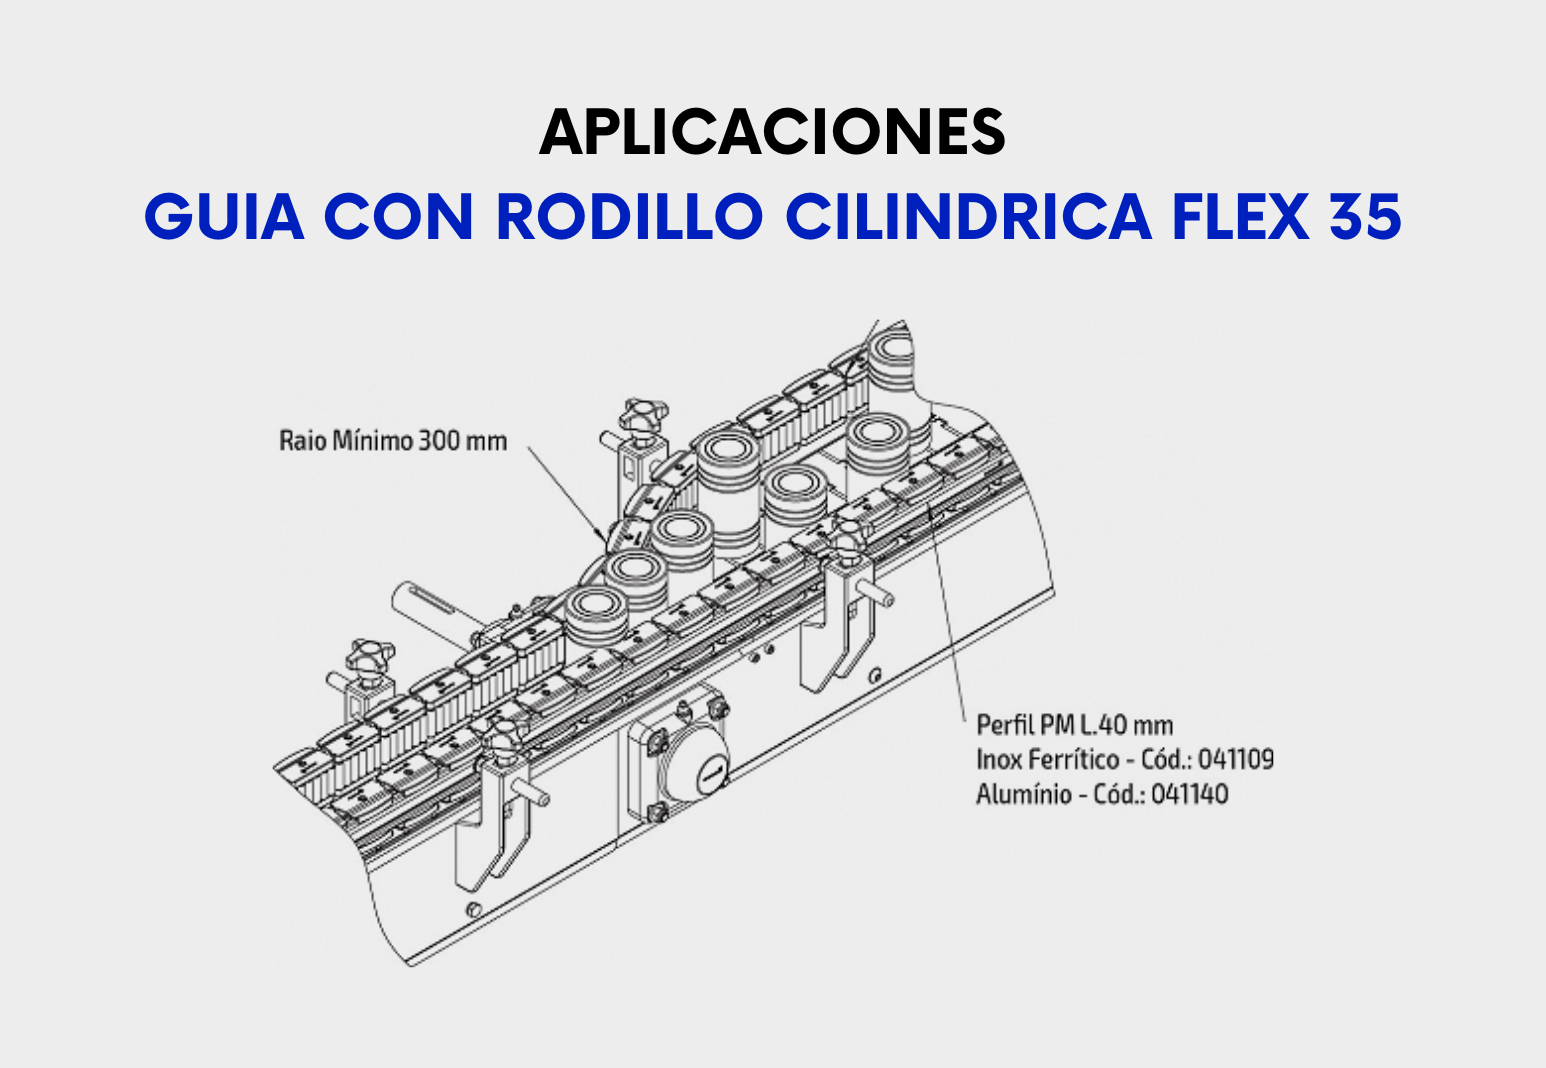 APLICACIONES
GUIA CON RODILLO CILINDRICA FLEX 35
Raio Mínimo 300 mm
Perfil PM L.40 mm
Inox Ferrítico - Cód.: 041109
Alumínio - Cód.: 041140